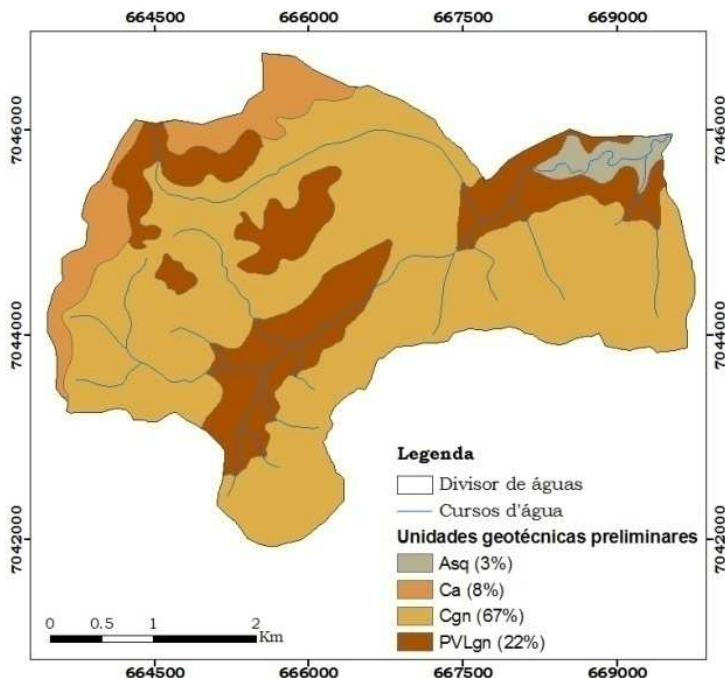 664500 666000 667500 669000
7046000 7046000
7044000 7044000
7042000 7042000
Legenda
Divisor de águas
Cursos d'água
Unidades geotécnicas preliminares
Asq (3%)
Ca (8%)
Cgn (67%)
PVLgn (22%)
0 0.5 1 2
Km
664500 666000 667500 669000